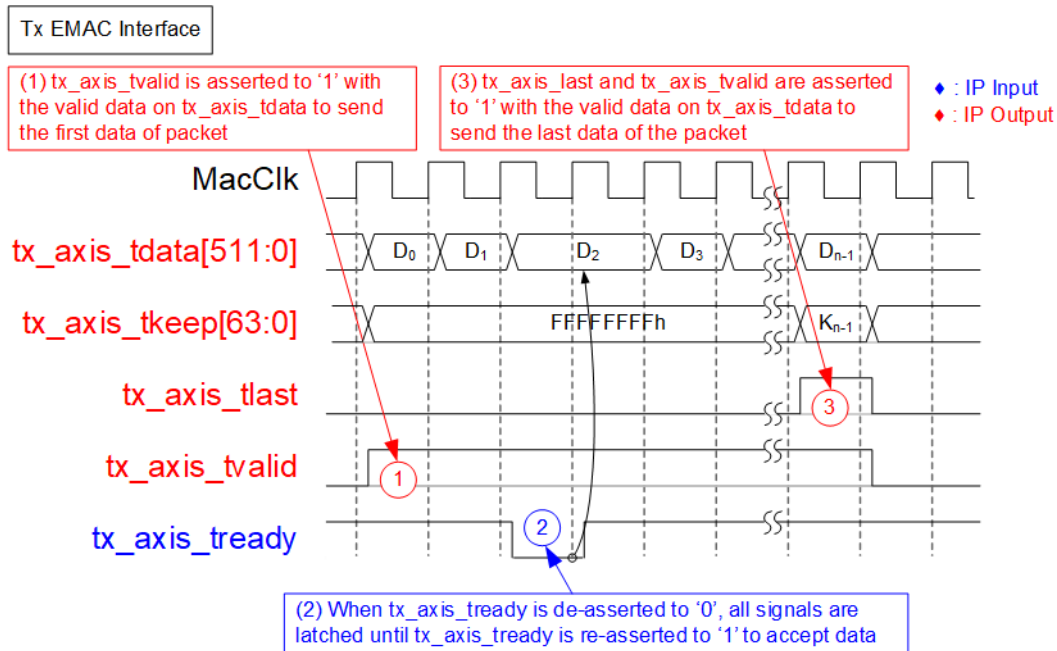 Tx EMAC Interface
(1) tx_axis_tvalid is asserted to ‘1’ with
the valid data on tx_axis_tdata to send
the first data of packet
(3) tx_axis_last and tx_axis_tvalid are asserted
to ‘1’ with the valid data on tx_axis_tdata to
send the last data of the packet
♦ : IP Input
♦ : IP Output
MacClk
tx_axis_tdata[511:0]
D₀ D₁ D₂ D₃ Dₙ₋₁
tx_axis_tkeep[63:0]
FFFFFFFFh Kₙ₋₁
tx_axis_tlast
3
tx_axis_tvalid
1
tx_axis_tready
2
(2) When tx_axis_tready is de-asserted to ‘0’, all signals are
latched until tx_axis_tready is re-asserted to ‘1’ to accept data